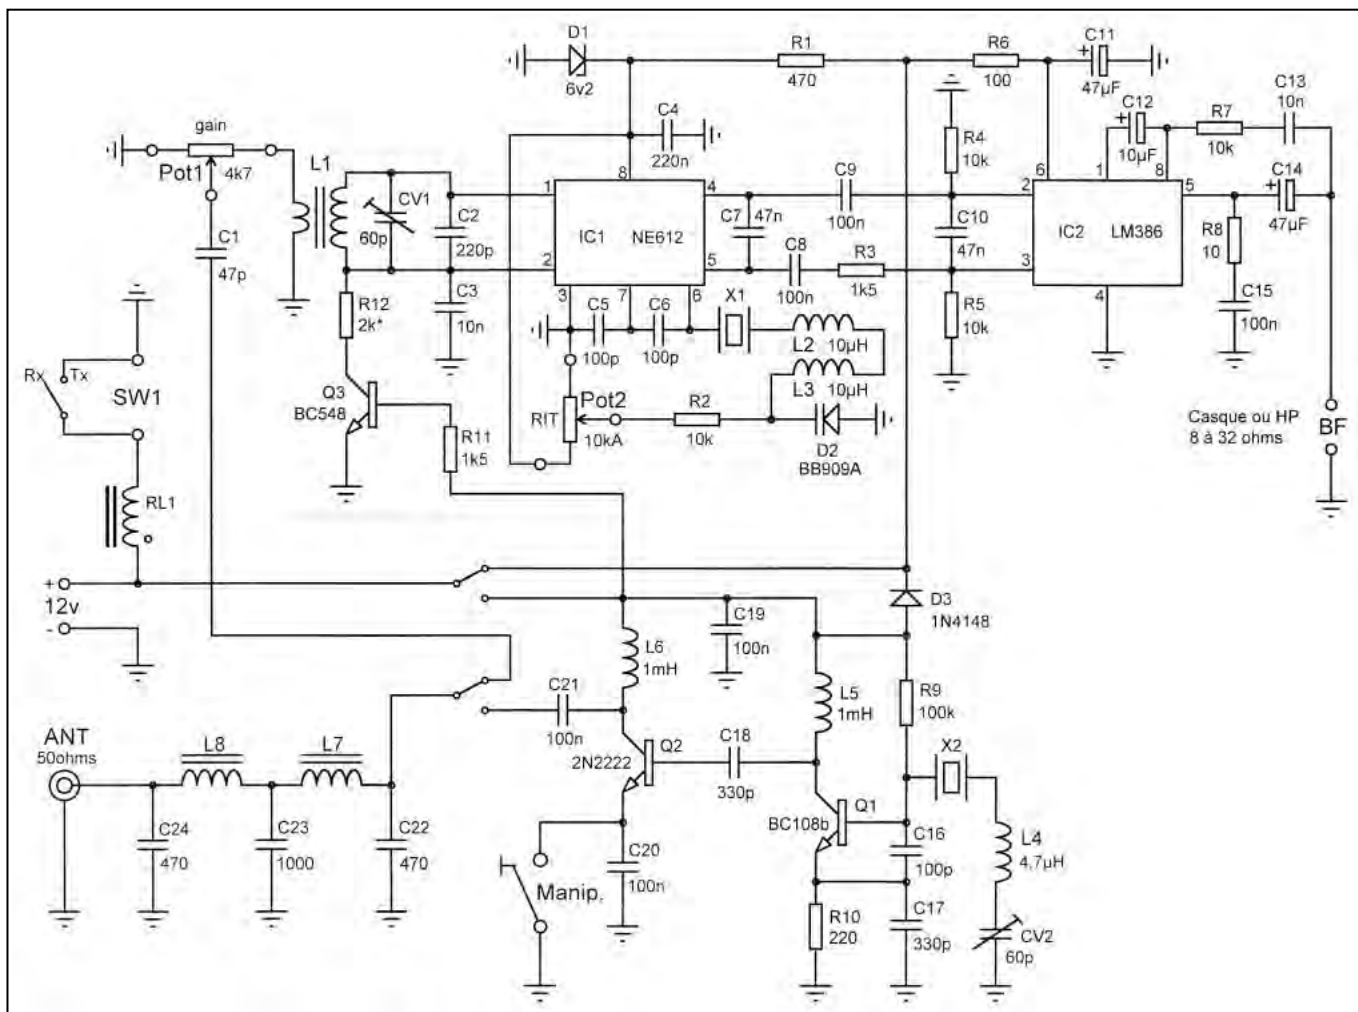 D1
6v2
R1
470
R6
100
C11
+
47µF
C12
+
10µF
R7
10k
C13
10n
gain
Pot1
4k7
L1
C4
220n
8
R4
10k
6
1
8
C14
+
47µF
CV1
60p
C2
220p
1
4
C9
100n
2
5
C1
47p
IC1
NE612
C7
47n
C10
47n
IC2
LM386
R8
10
2
5
C8
100n
R3
1k5
3
C3
10n
R12
2k*
3
7
6
C5
100p
C6
100p
X1
L2
10µH
R5
10k
4
C15
100n
Rx
Tx
SW1
Q3
BC548
L3
10µH
RIT
Pot2
10kA
R2
10k
D2
BB909A
Casque ou HP
8 à 32 ohms
BF
R11
1k5
RL1
+
12v
-
D3
1N4148
C19
100n
L6
1mH
L5
1mH
R9
100k
C21
100n
ANT
50ohms
L8
L7
Q2
2N2222
C18
330p
X2
Q1
BC108b
C24
470
C23
1000
C22
470
C16
100p
L4
4,7µH
C20
100n
Manip.
R10
220
C17
330p
CV2
60p